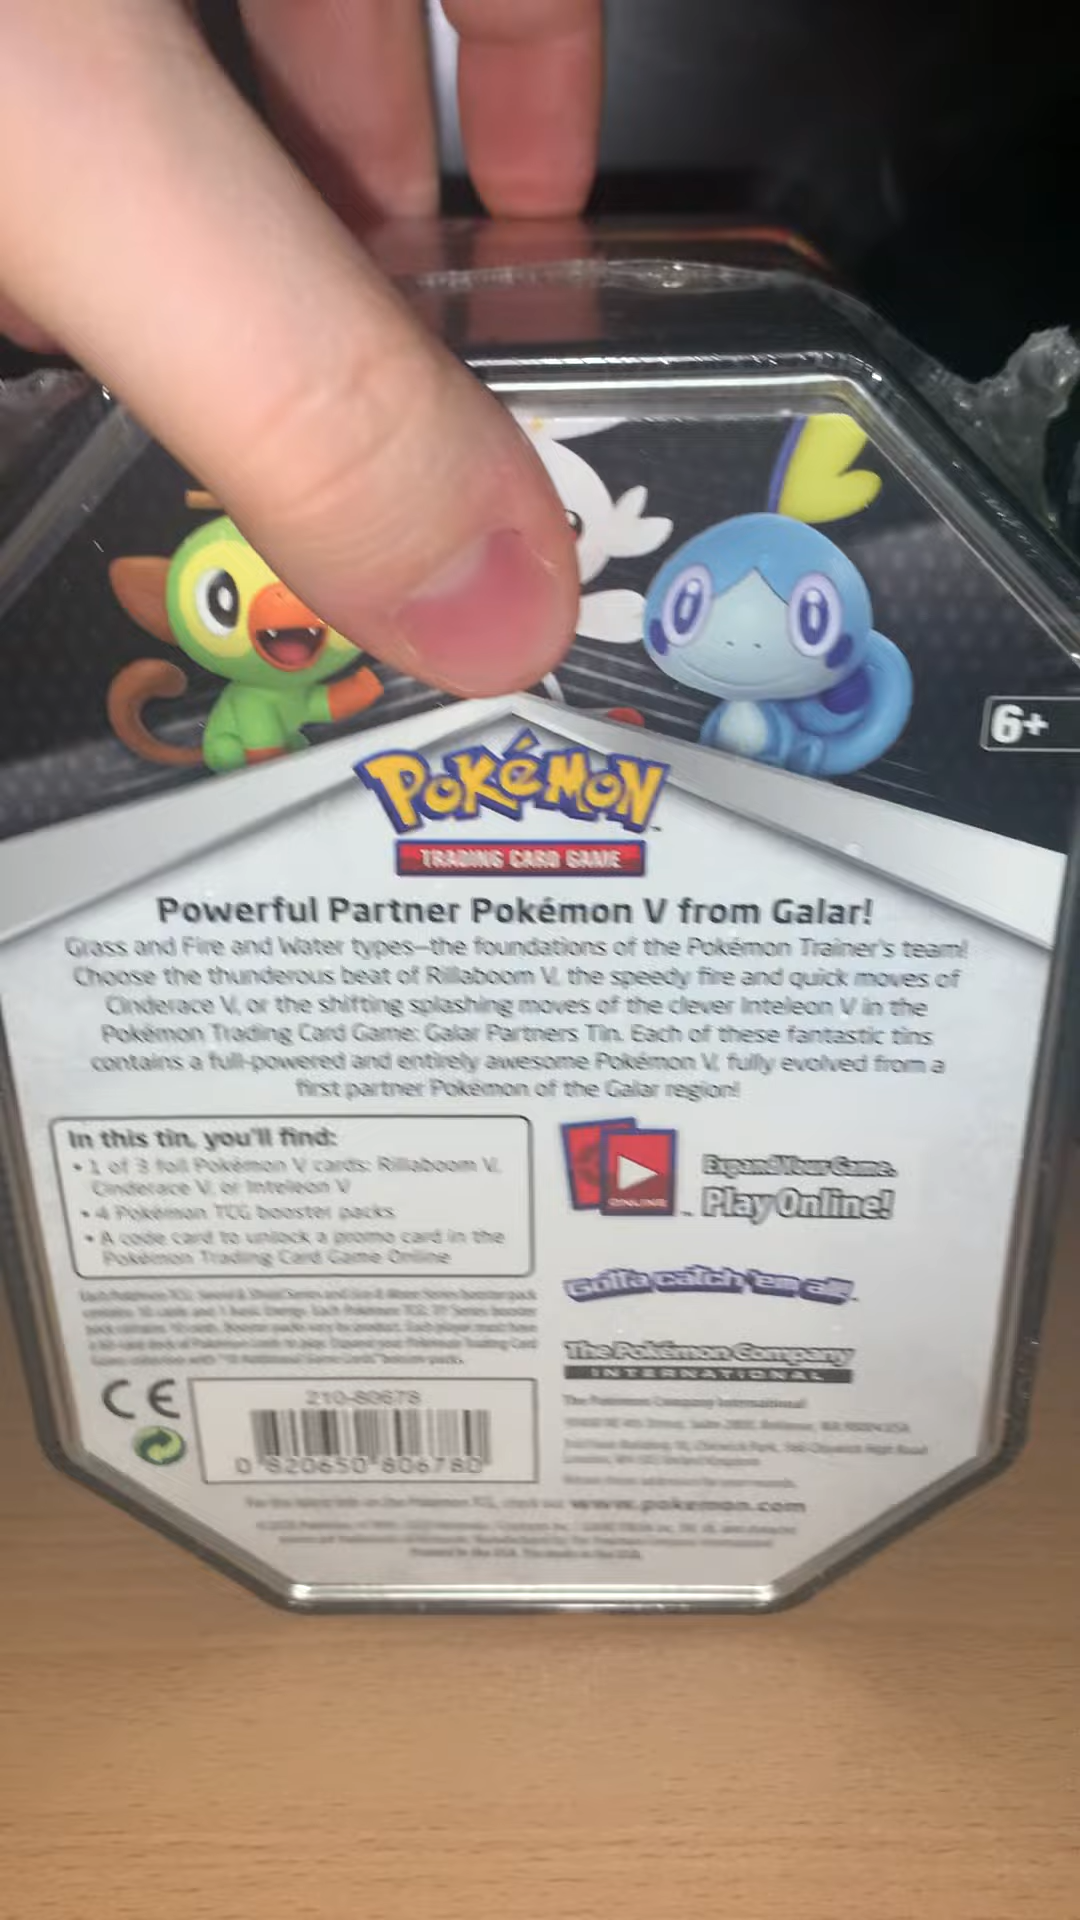 6+
POKéMON
TRADING CARD GAME
Powerful Partner Pokémon V from Galar!
Grass and Fire and Water types—the foundations of the Pokémon Trainer's team!
Choose the thunderous beat of Rillaboom V, the speedy fire and quick moves of
Cinderace V, or the shifting splashing moves of the clever Inteleon V in the
Pokémon Trading Card Game: Galar Partners Tin. Each of these fantastic tins
contains a full-powered and entirely awesome Pokémon V, fully evolved from a
first partner Pokémon of the Galar region!
In this tin, you'll find:
• 1 of 3 foil Pokémon V cards: Rillaboom V,
Cinderace V, or Inteleon V
• 4 Pokémon TCG booster packs
• A code card to unlock a promo card in the
Pokémon Trading Card Game Online
ONLINE
Expand Your Game.
Play Online!
Gotta catch 'em all!
The Pokémon Company
INTERNATIONAL
The Pokémon Company International
CE
210-80678
0 820650 806780
www.pokemon.com